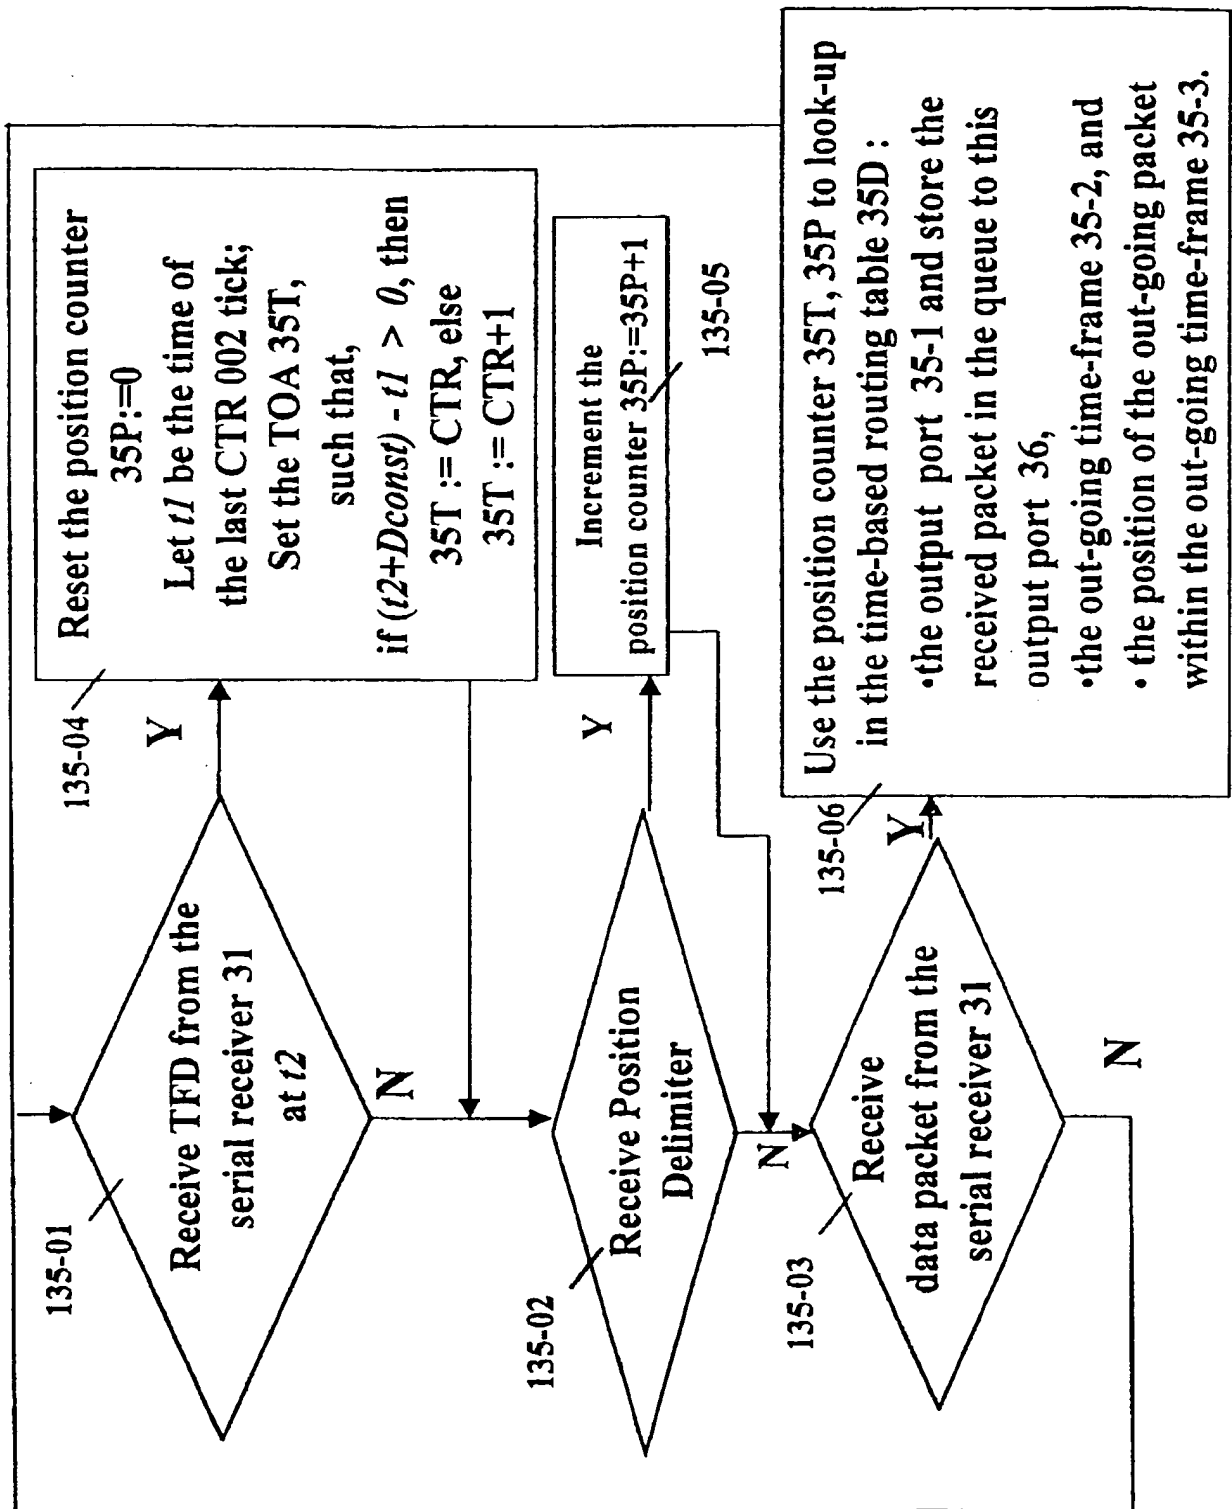 135-01
Receive TFD from the
serial receiver 31
at t2
Y
N
135-04
Reset the position counter
35P:=0
Let t1 be the time of
the last CTR 002 tick;
Set the TOA 35T,
such that,
if (t2+Dconst) - t1 > 0, then
35T := CTR, else
35T := CTR+1
135-02
Receive Position
Delimiter
Y
N
Increment the
position counter 35P:=35P+1
135-05
135-03
Receive
data packet from the
serial receiver 31
Y
N
135-06
Use the position counter 35T, 35P to look-up
in the time-based routing table 35D :
•the output port 35-1 and store the
received packet in the queue to this
output port 36,
•the out-going time-frame 35-2, and
• the position of the out-going packet
within the out-going time-frame 35-3.